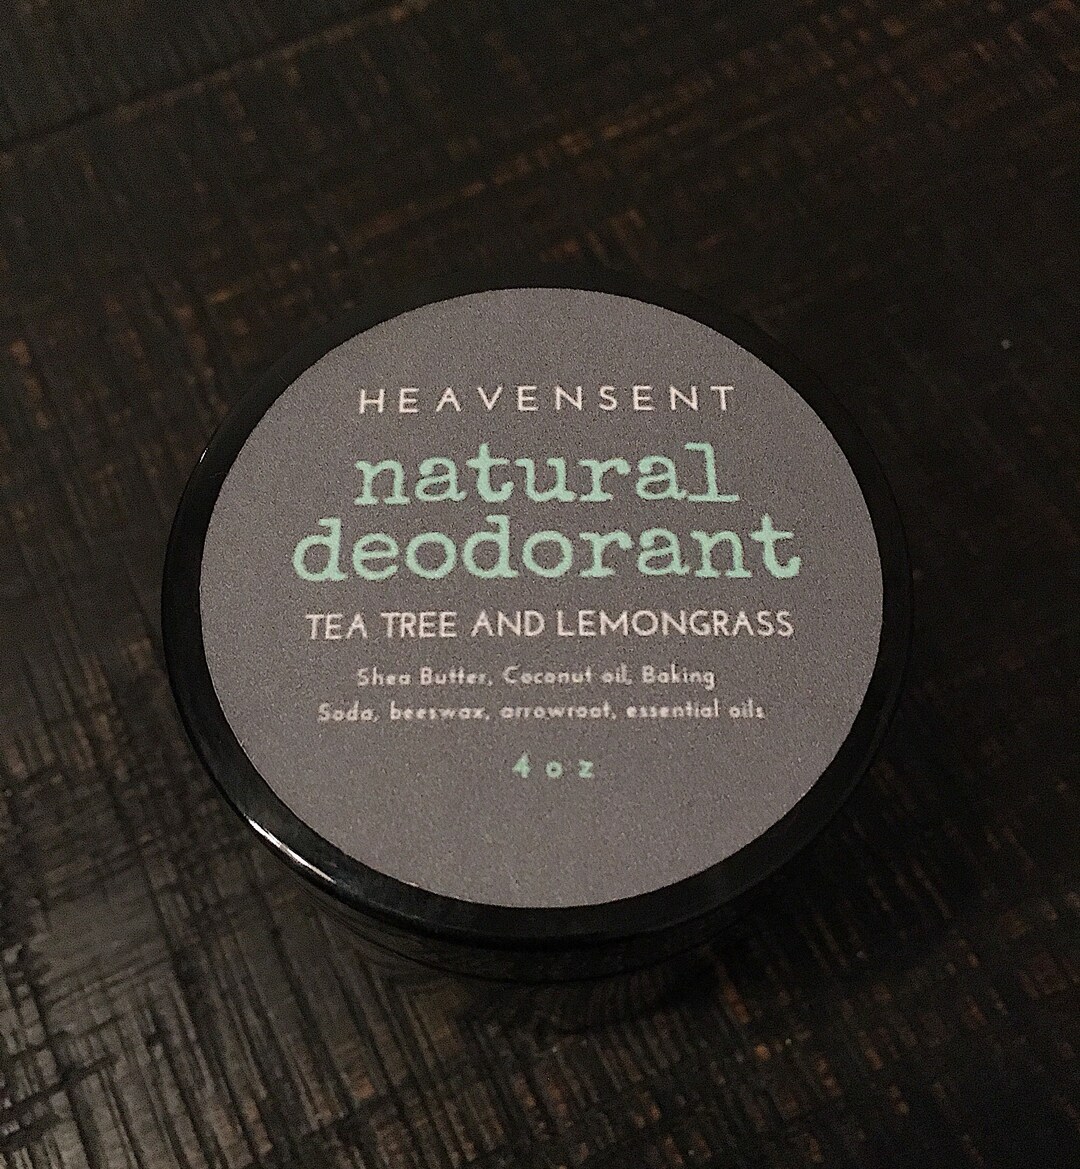 HEAVENSENT
natural
deodorant
TEA TREE AND LEMONGRASS
Shea Butter, Coconut oil, Baking
Soda, beeswax, arrowroot, essential oils
4 oz